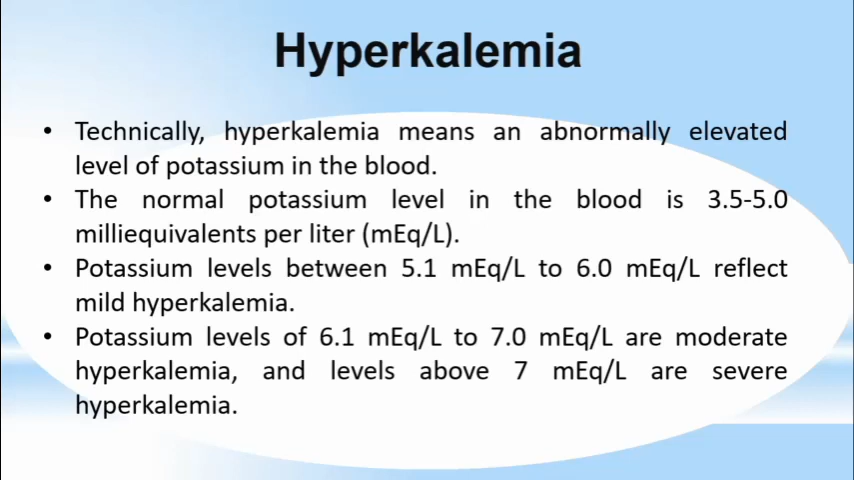 Hyperkalemia
• Technically, hyperkalemia means an abnormally elevated
level of potassium in the blood.
• The normal potassium level in the blood is 3.5-5.0
milliequivalents per liter (mEq/L).
• Potassium levels between 5.1 mEq/L to 6.0 mEq/L reflect
mild hyperkalemia.
• Potassium levels of 6.1 mEq/L to 7.0 mEq/L are moderate
hyperkalemia, and levels above 7 mEq/L are severe
hyperkalemia.